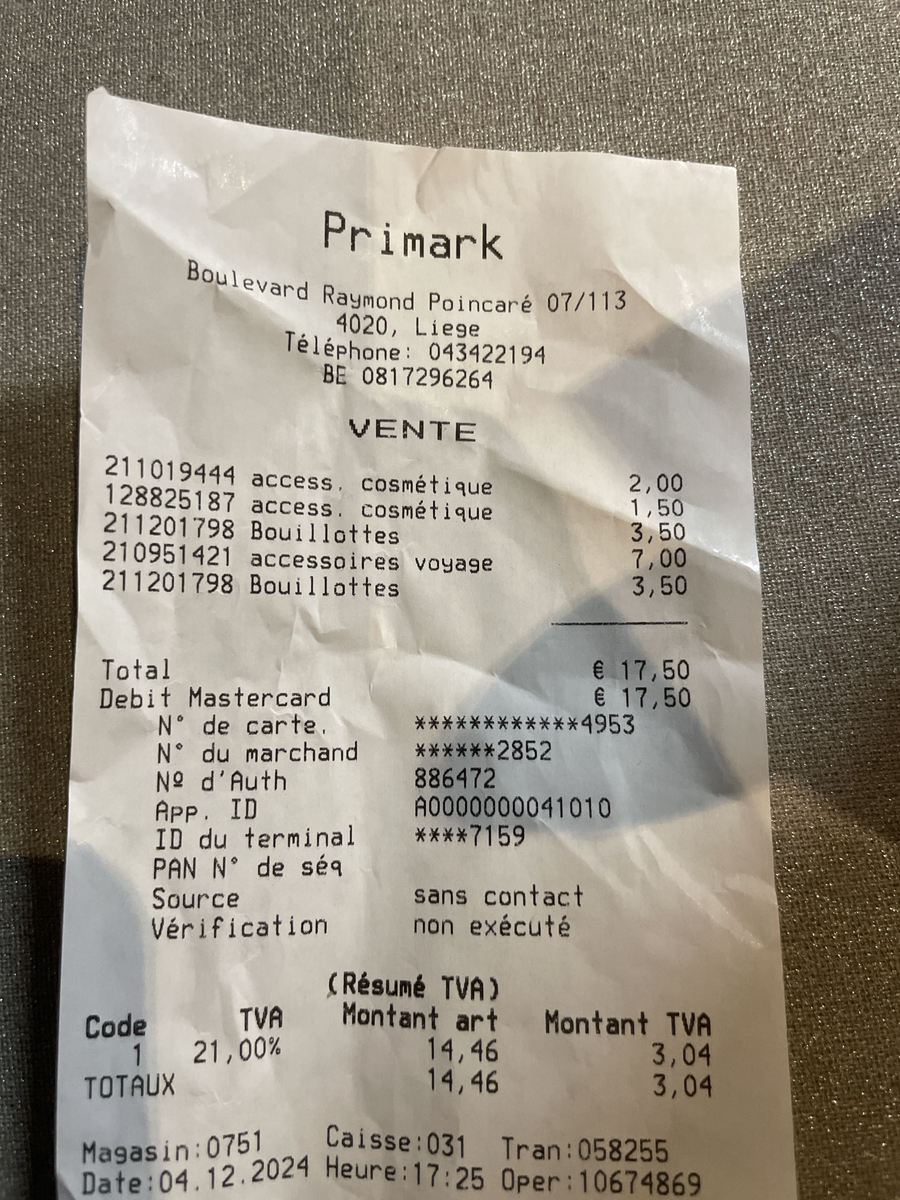 Primark
Boulevard Raymond Poincaré 07/113
4020, Liege
Téléphone: 043422194
BE 0817296264
VENTE
211019444 access. cosmétique 2,00
128825187 access. cosmétique 1,50
211201798 Bouillottes 3,50
210951421 accessoires voyage 7,00
211201798 Bouillottes 3,50
Total € 17,50
Debit Mastercard € 17,50
N° de carte. ************4953
N° du marchand ******2852
Nº d'Auth 886472
App. ID A0000000041010
ID du terminal ****7159
PAN N° de séq
Source sans contact
Vérification non exécuté
(Résumé TVA)
Code TVA Montant art Montant TVA
1 21,00% 14,46 3,04
TOTAUX 14,46 3,04
Magasin:0751 Caisse:031 Tran:058255
Date:04.12.2024 Heure:17:25 Oper:10674869